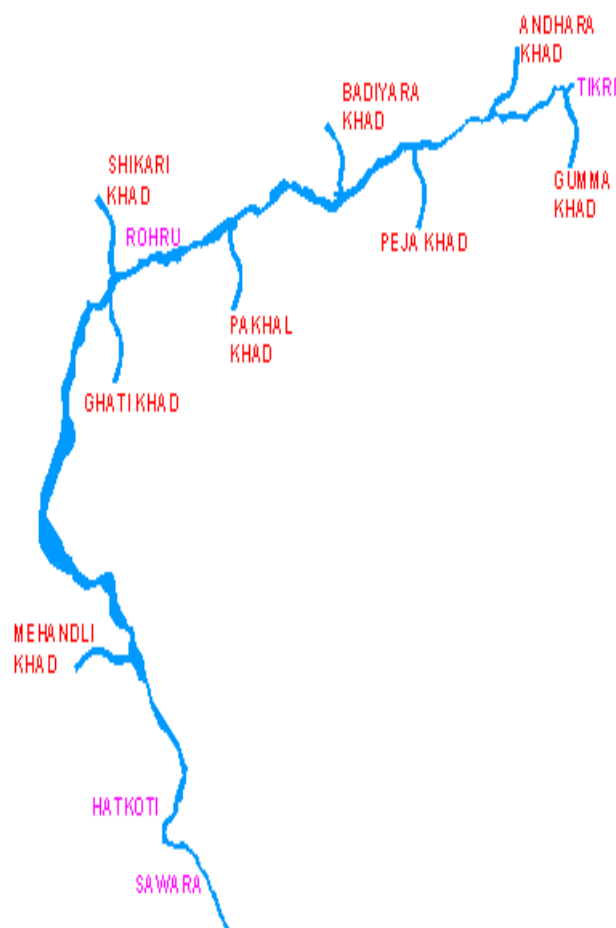 ANDHARA
KHAD
TIKRI
BADIYARA
KHAD
GUMMA
KHAD
SHIKARI
KHAD
ROHRU
PEJA KHAD
PAKHAL
KHAD
GHATI KHAD
MEHANDLI
KHAD
HATKOTI
SAWARA